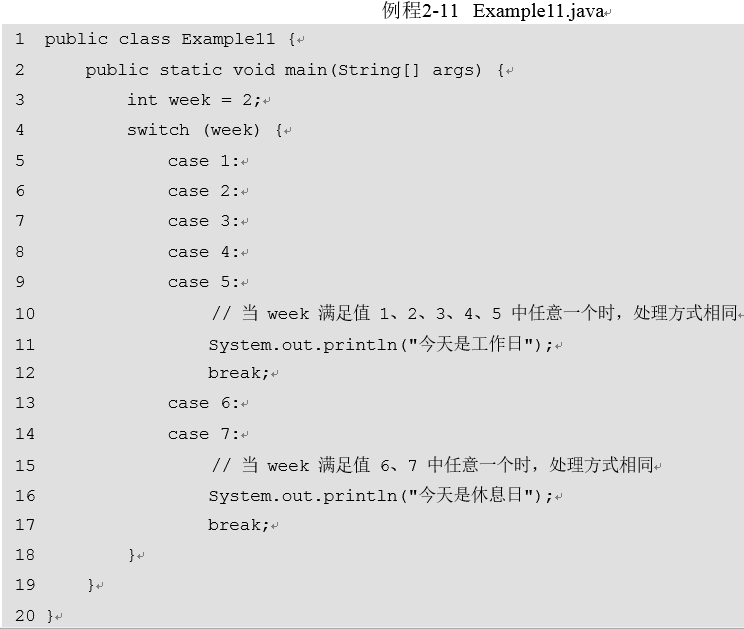 例程2-11 Example11.java
1 public class Example11 {
2 public static void main(String[] args) {
3 int week = 2;
4 switch (week) {
5 case 1:
6 case 2:
7 case 3:
8 case 4:
9 case 5:
10 // 当 week 满足值 1、2、3、4、5 中任意一个时，处理方式相同
11 System.out.println("今天是工作日");
12 break;
13 case 6:
14 case 7:
15 // 当 week 满足值 6、7 中任意一个时，处理方式相同
16 System.out.println("今天是休息日");
17 break;
18 }
19 }
20 }